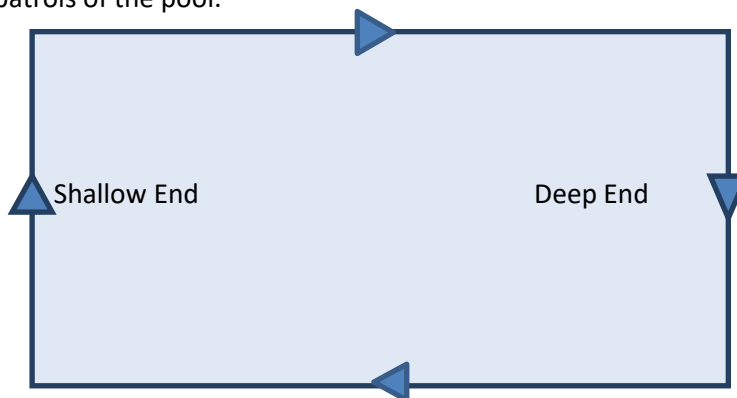 patrols of the pool.
Shallow End
Deep End